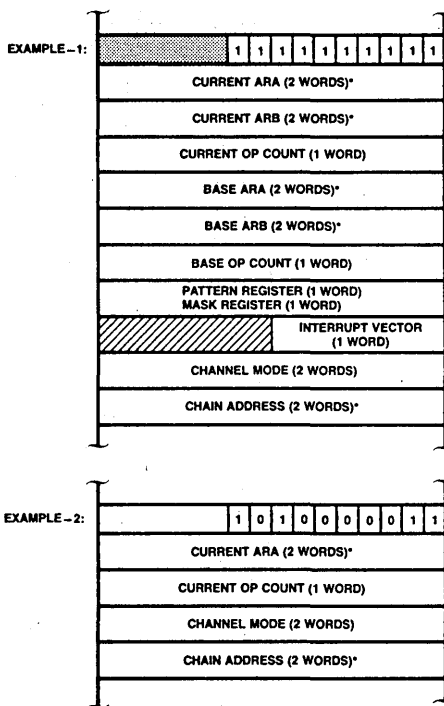 EXAMPLE–1:
1 1 1 1 1 1 1 1 1 1
CURRENT ARA (2 WORDS)*
CURRENT ARB (2 WORDS)*
CURRENT OP COUNT (1 WORD)
BASE ARA (2 WORDS)*
BASE ARB (2 WORDS)*
BASE OP COUNT (1 WORD)
PATTERN REGISTER (1 WORD)
MASK REGISTER (1 WORD)
INTERRUPT VECTOR
(1 WORD)
CHANNEL MODE (2 WORDS)
CHAIN ADDRESS (2 WORDS)*
EXAMPLE–2:
1 0 1 0 0 0 0 0 1 1
CURRENT ARA (2 WORDS)*
CURRENT OP COUNT (1 WORD)
CHANNEL MODE (2 WORDS)
CHAIN ADDRESS (2 WORDS)*